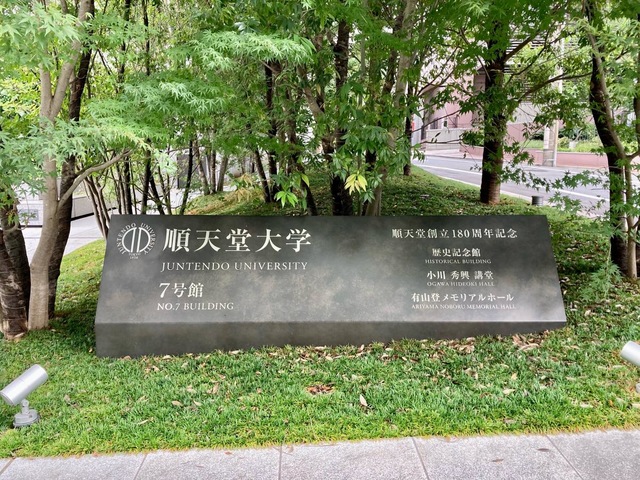 順天堂大学
JUNTENDO UNIVERSITY
7号館
NO.7 BUILDING
順天堂創立180周年記念
歴史記念館
HISTORICAL BUILDING
小川 秀興 講堂
OGAWA HIDEOKI HALL
有山登メモリアルホール
ARIYAMA NOBORU MEMORIAL HALL